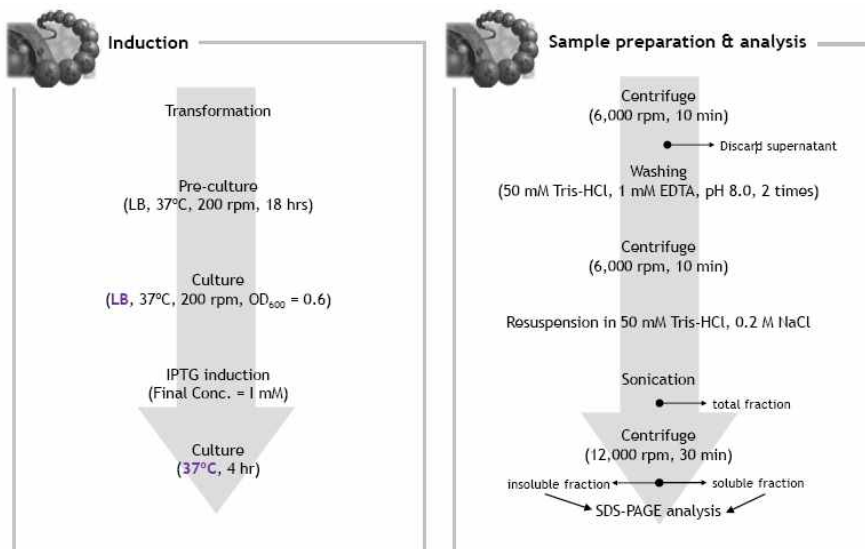 Induction
Transformation
Pre-culture
(LB, 37ºC, 200 rpm, 18 hrs)
Culture
(LB, 37ºC, 200 rpm, OD₆₀₀ = 0.6)
IPTG induction
(Final Conc. = 1 mM)
Culture
(37ºC, 4 hr)
Sample preparation & analysis
Centrifuge
(6,000 rpm, 10 min)
Discard supernatant
Washing
(50 mM Tris-HCl, 1 mM EDTA, pH 8.0, 2 times)
Centrifuge
(6,000 rpm, 10 min)
Resuspension in 50 mM Tris-HCl, 0.2 M NaCl
Sonication
total fraction
Centrifuge
(12,000 rpm, 30 min)
insoluble fraction soluble fraction
SDS-PAGE analysis